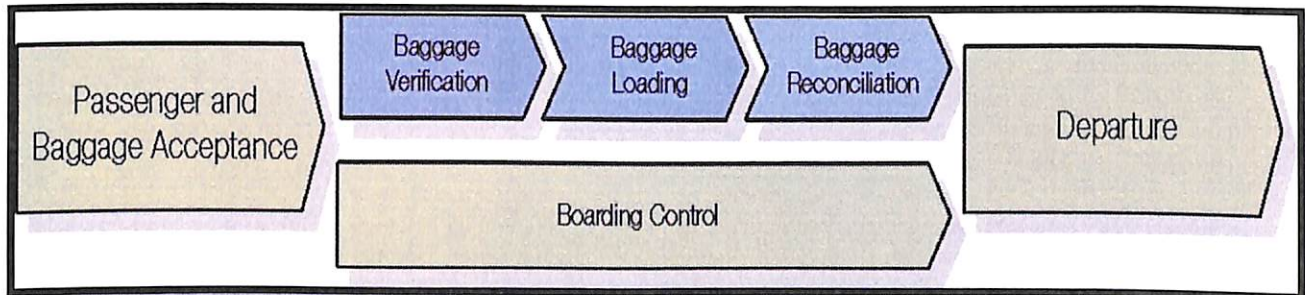 Passenger and
Baggage Acceptance
Baggage
Verification
Baggage
Loading
Baggage
Reconciliation
Boarding Control
Departure